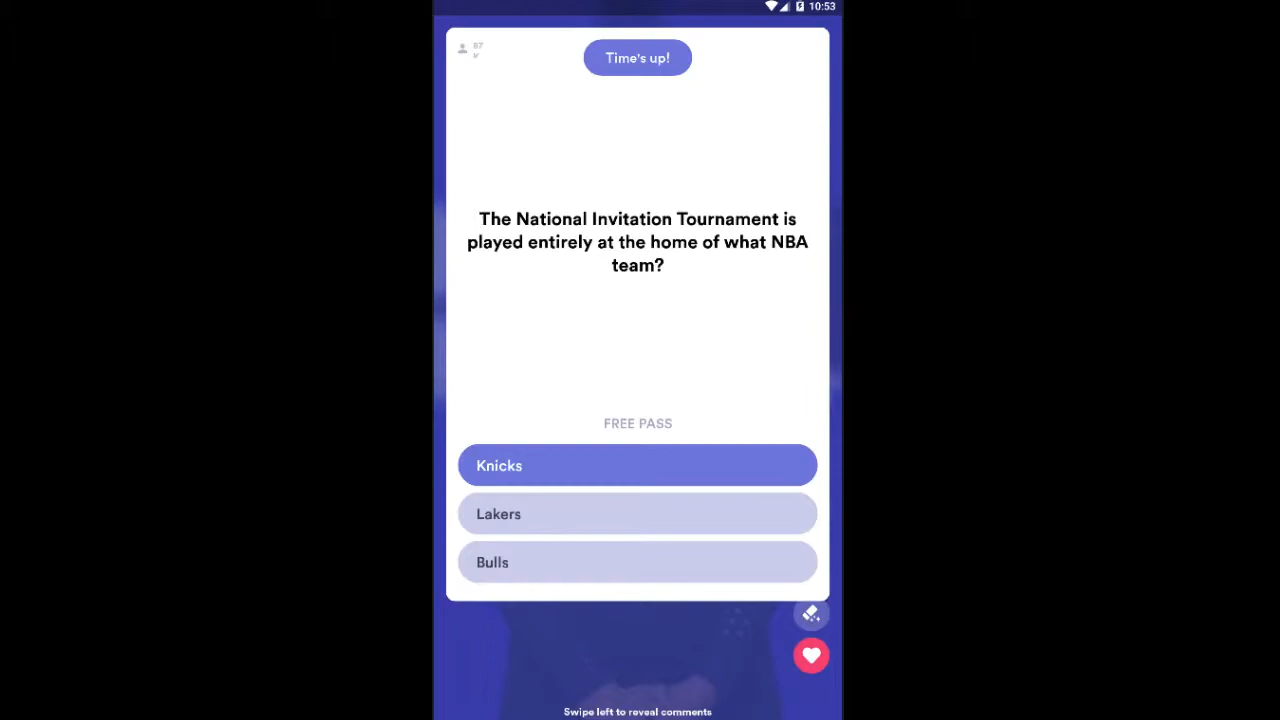 10:53
87
Time's up!
The National Invitation Tournament is
played entirely at the home of what NBA
team?
FREE PASS
Knicks
Lakers
Bulls
Swipe left to reveal comments